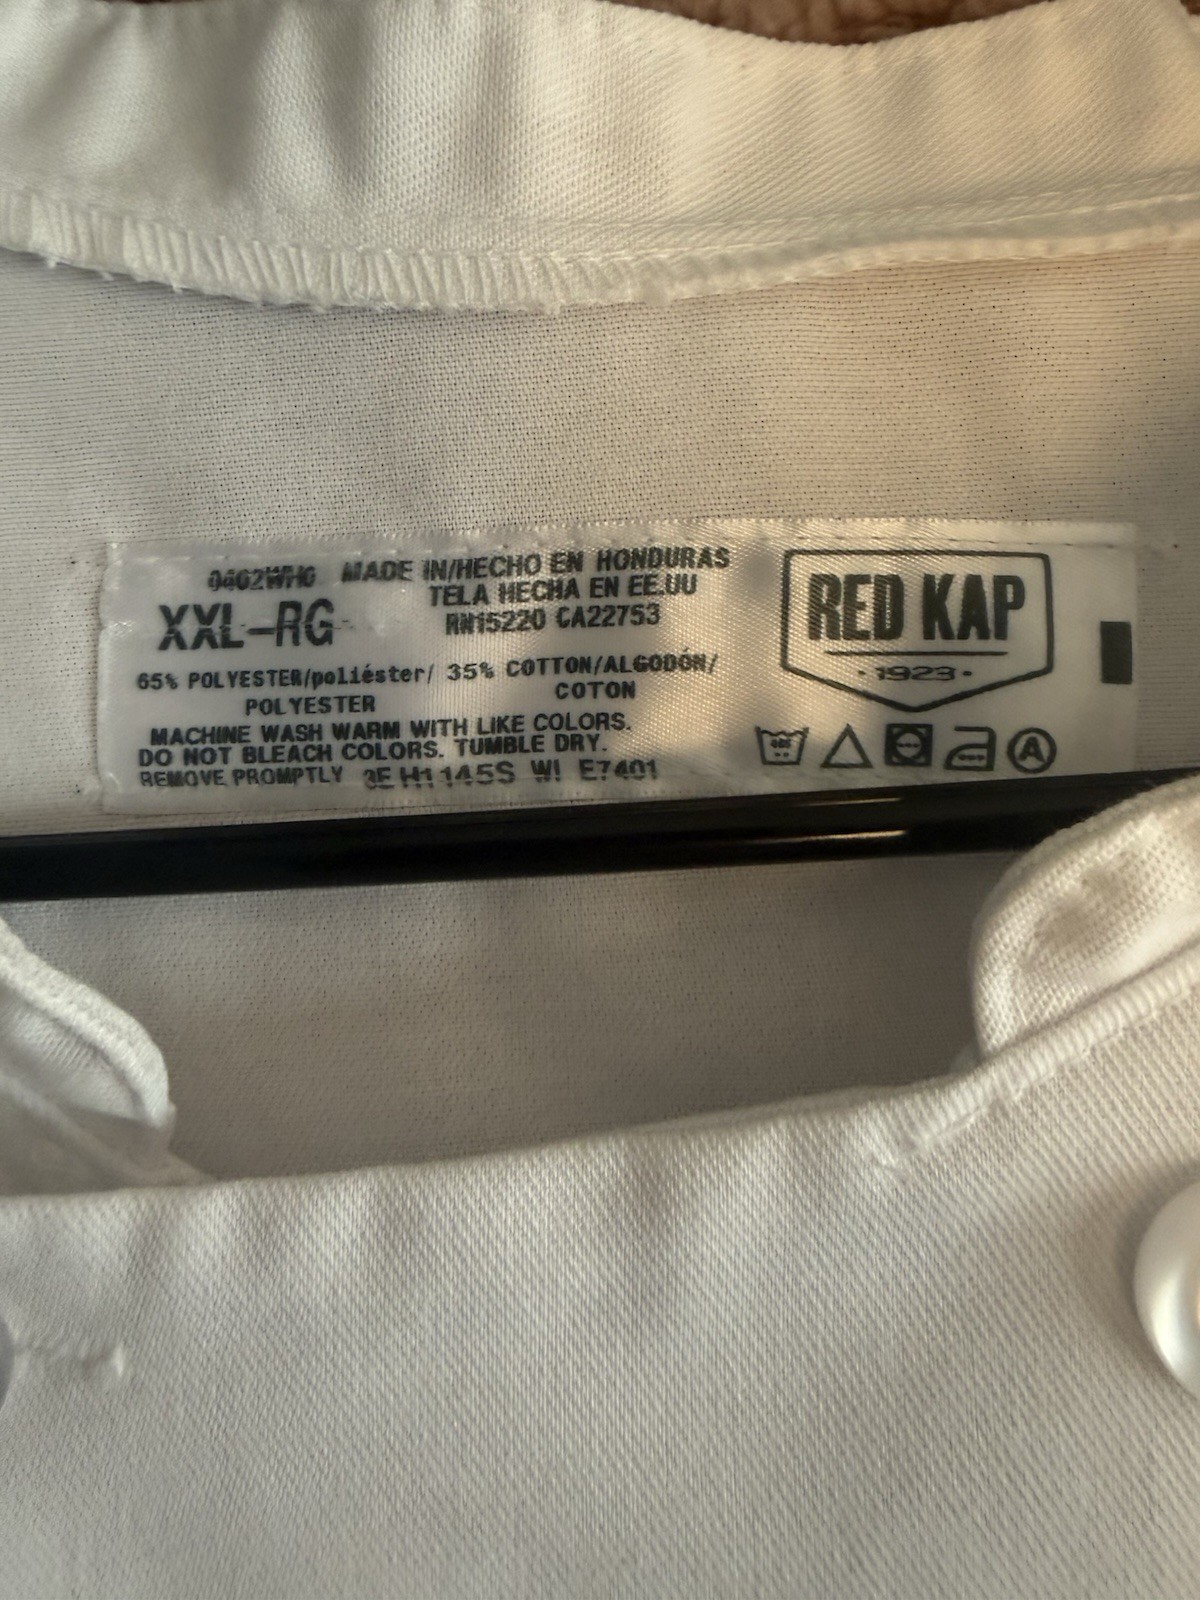 0402WHG MADE IN/HECHO EN HONDURAS
TELA HECHA EN EE.UU
XXL-RG RN15220 CA22753
65% POLYESTER/poliéster/ 35% COTTON/ALGODÓN/
POLYESTER COTON
MACHINE WASH WARM WITH LIKE COLORS.
DO NOT BLEACH COLORS. TUMBLE DRY.
REMOVE PROMPTLY WI E7401
RED KAP
·1923·
A